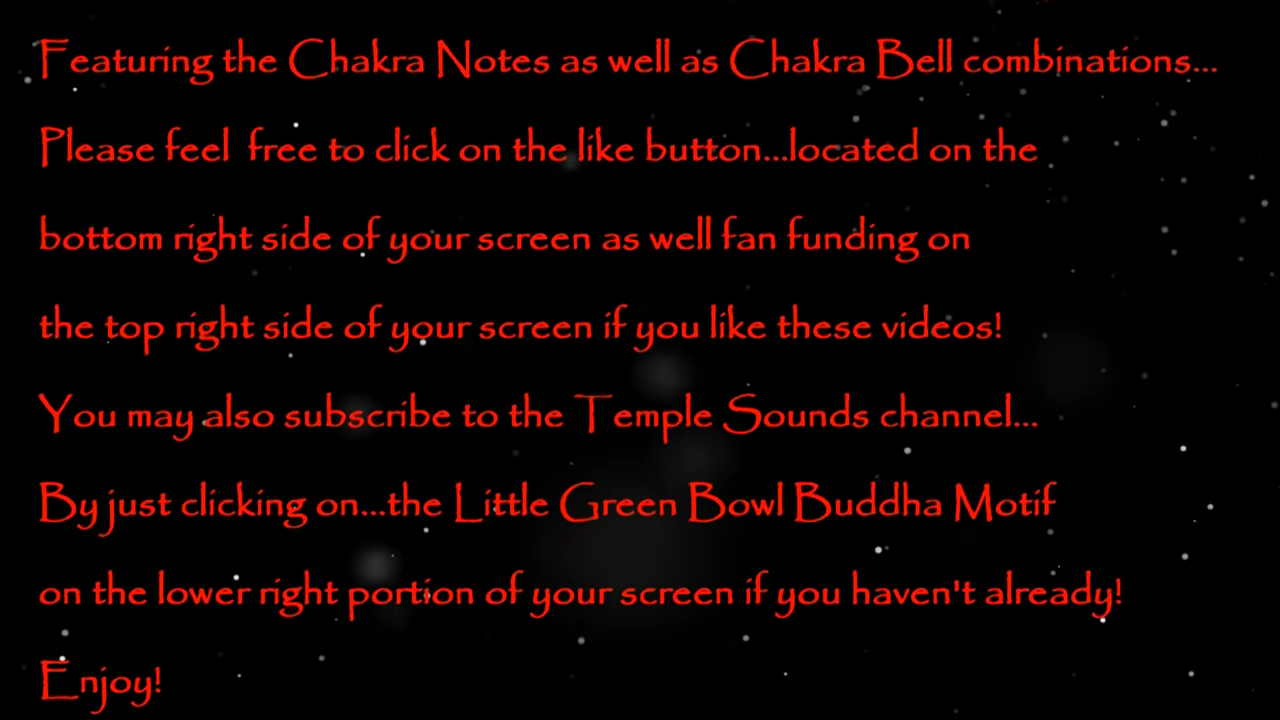 Featuring the Chakra Notes as well as Chakra Bell combinations...
Please feel  free to click on the like button...located on the
bottom right side of your screen as well fan funding on
the top right side of your screen if you like these videos!
You may also subscribe to the Temple Sounds channel...
By just clicking on...the Little Green Bowl Buddha Motif
on the lower right portion of your screen if you haven't already!
Enjoy!